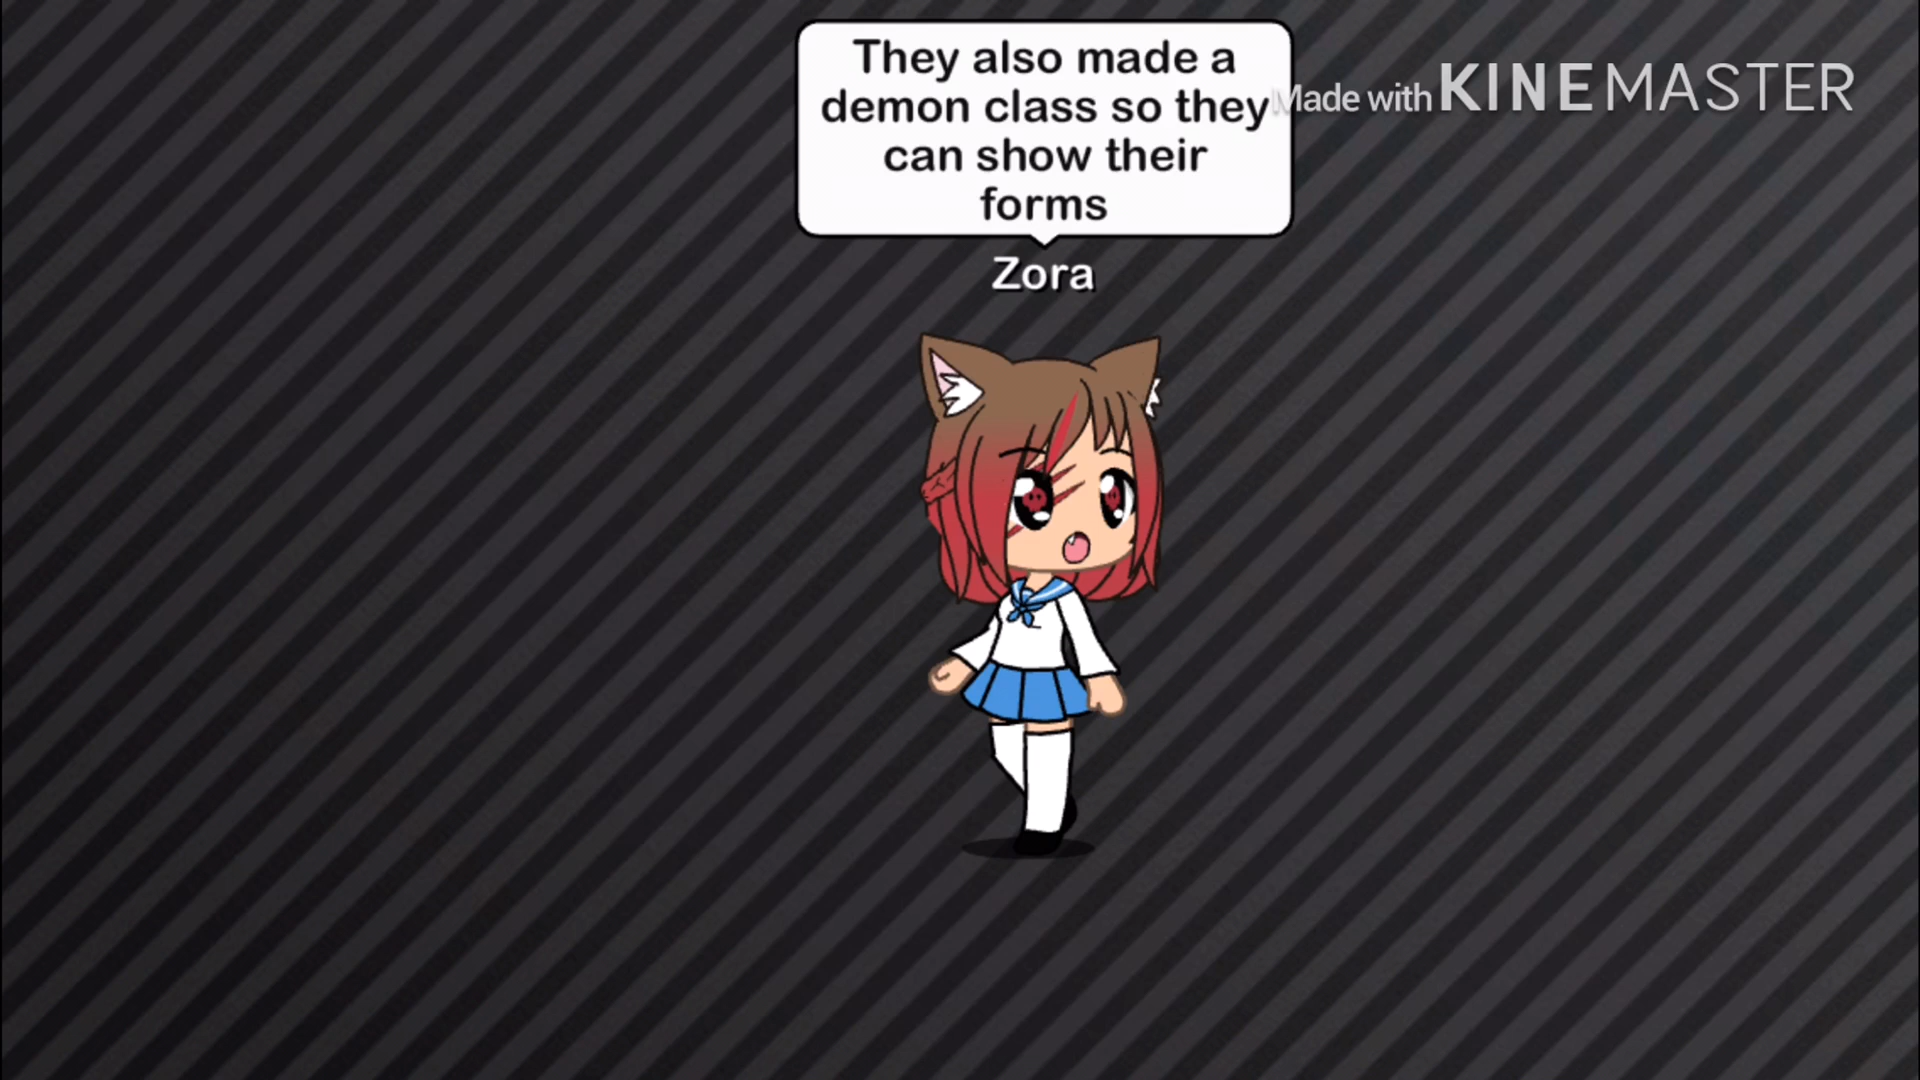 They also made a
demon class so they
can show their
forms
Made with KINEMASTER
Zora